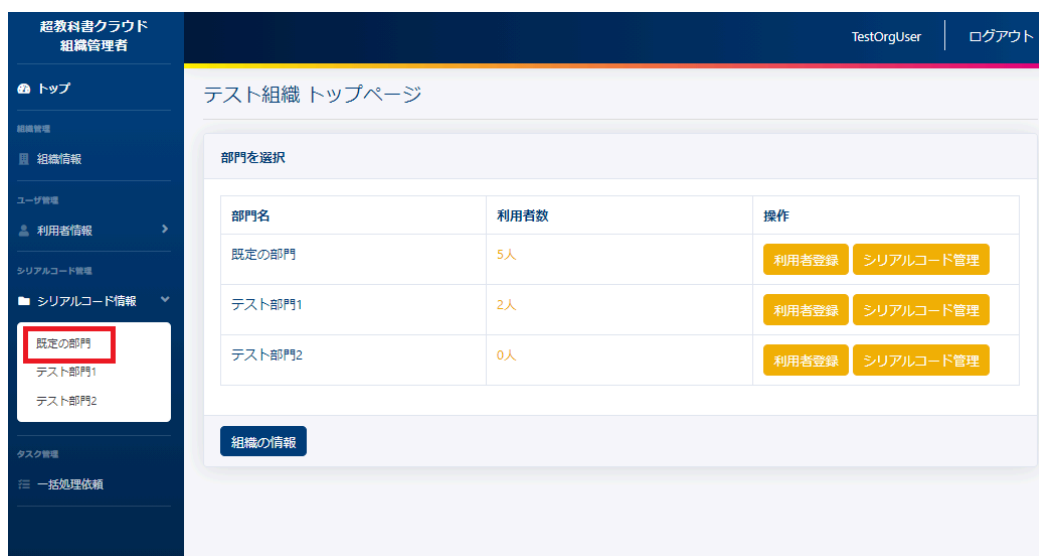 超教科書クラウド
組織管理者
TestOrgUser
ログアウト
トップ
組織管理
組織情報
ユーザ管理
利用者情報
シリアルコード管理
シリアルコード情報
既定の部門
テスト部門1
テスト部門2
タスク管理
一括処理依頼
テスト組織 トップページ
部門を選択
部門名 利用者数 操作
既定の部門 5人 利用者登録 シリアルコード管理
テスト部門1 2人 利用者登録 シリアルコード管理
テスト部門2 0人 利用者登録 シリアルコード管理
組織の情報